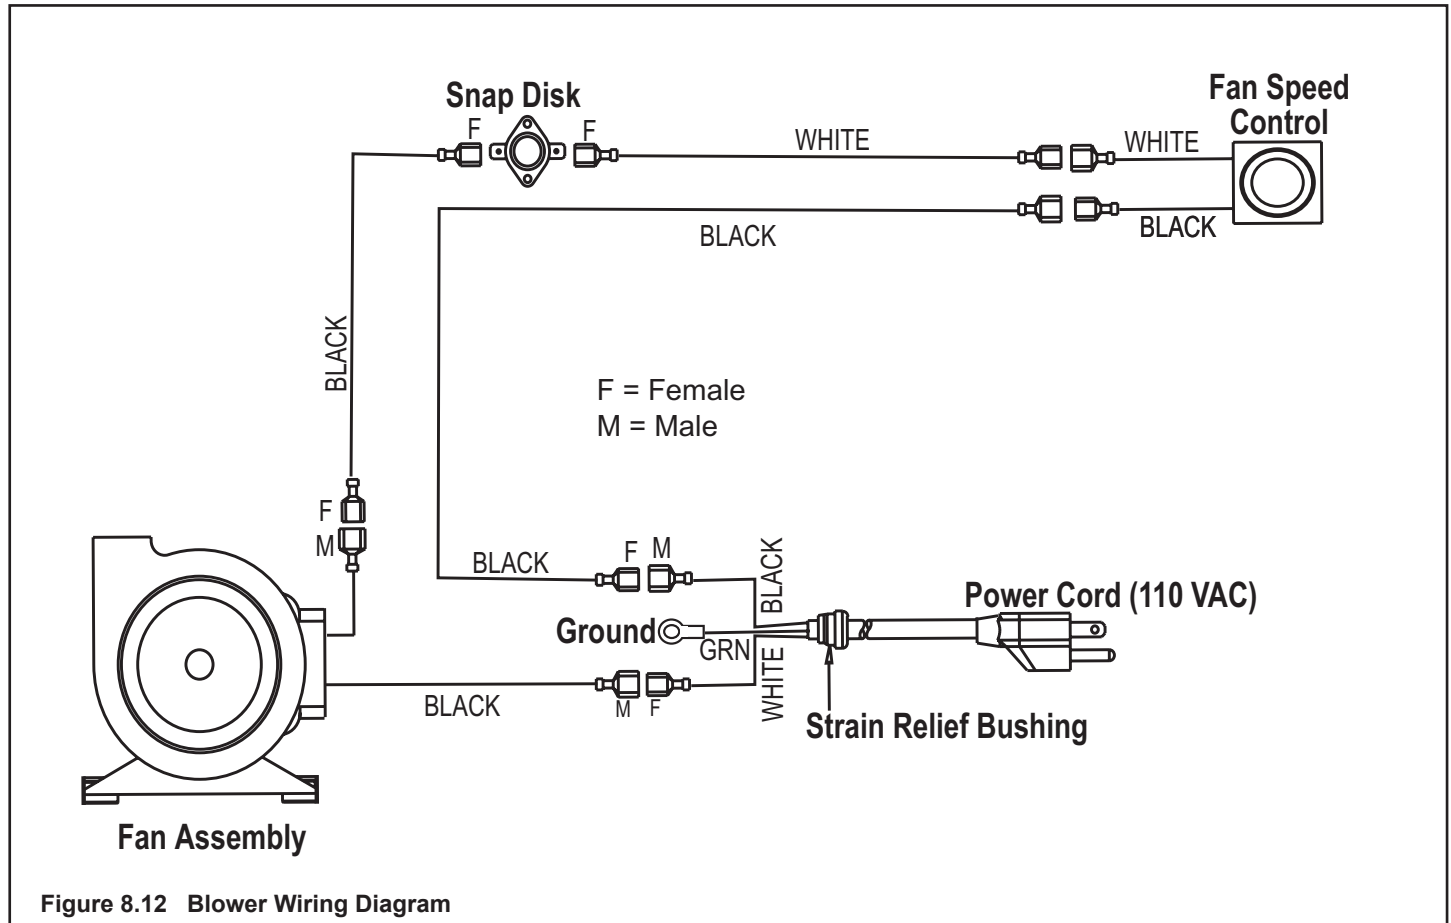 Snap Disk
F
F
WHITE
WHITE
Fan Speed
Control
BLACK
BLACK
BLACK
F = Female
M = Male
F
M
BLACK
F
M
BLACK
Power Cord (110 VAC)
Ground
GRN
WHITE
BLACK
M
F
Strain Relief Bushing
Fan Assembly
Figure 8.12 Blower Wiring Diagram